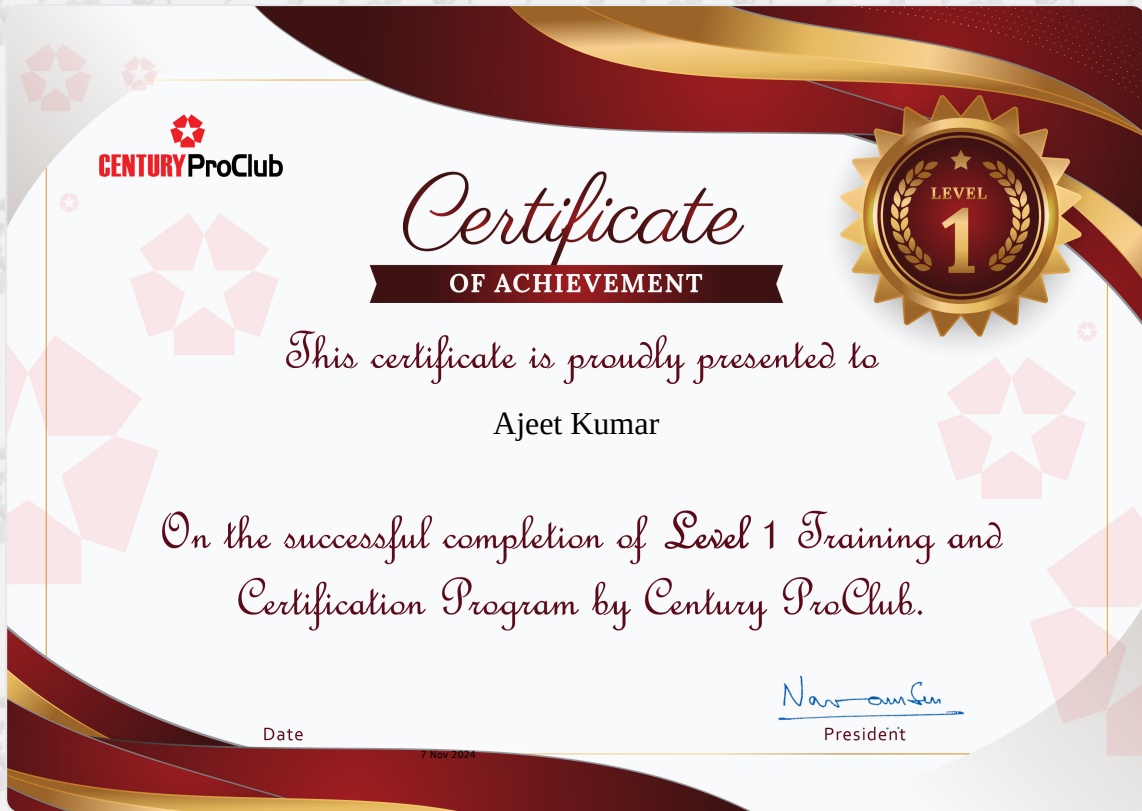 CENTURY ProClub
LEVEL
1
Certificate
OF ACHIEVEMENT
This certificate is proudly presented to
Ajeet Kumar
On the successful completion of Level 1 Training and
Certification Program by Century ProClub.
Date
President
7 Nov 2024